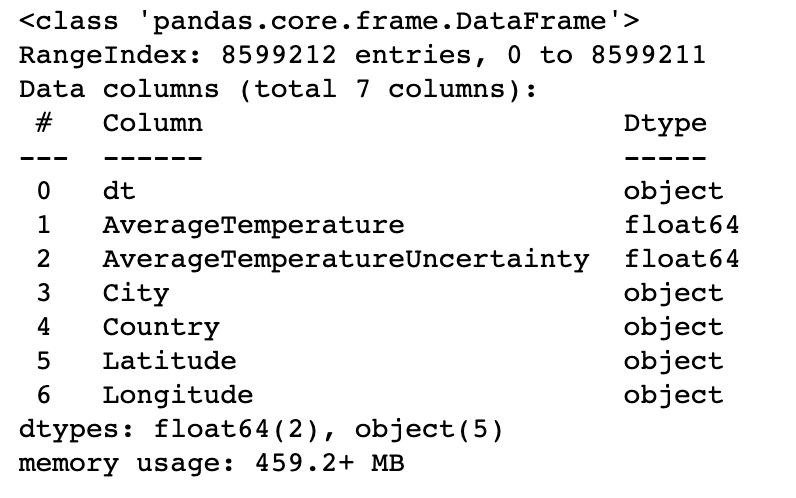 <class 'pandas.core.frame.DataFrame'>
RangeIndex: 8599212 entries, 0 to 8599211
Data columns (total 7 columns):
 #   Column                         Dtype
---  ------                         -----
 0   dt                             object
 1   AverageTemperature             float64
 2   AverageTemperatureUncertainty  float64
 3   City                           object
 4   Country                        object
 5   Latitude                       object
 6   Longitude                      object
dtypes: float64(2), object(5)
memory usage: 459.2+ MB